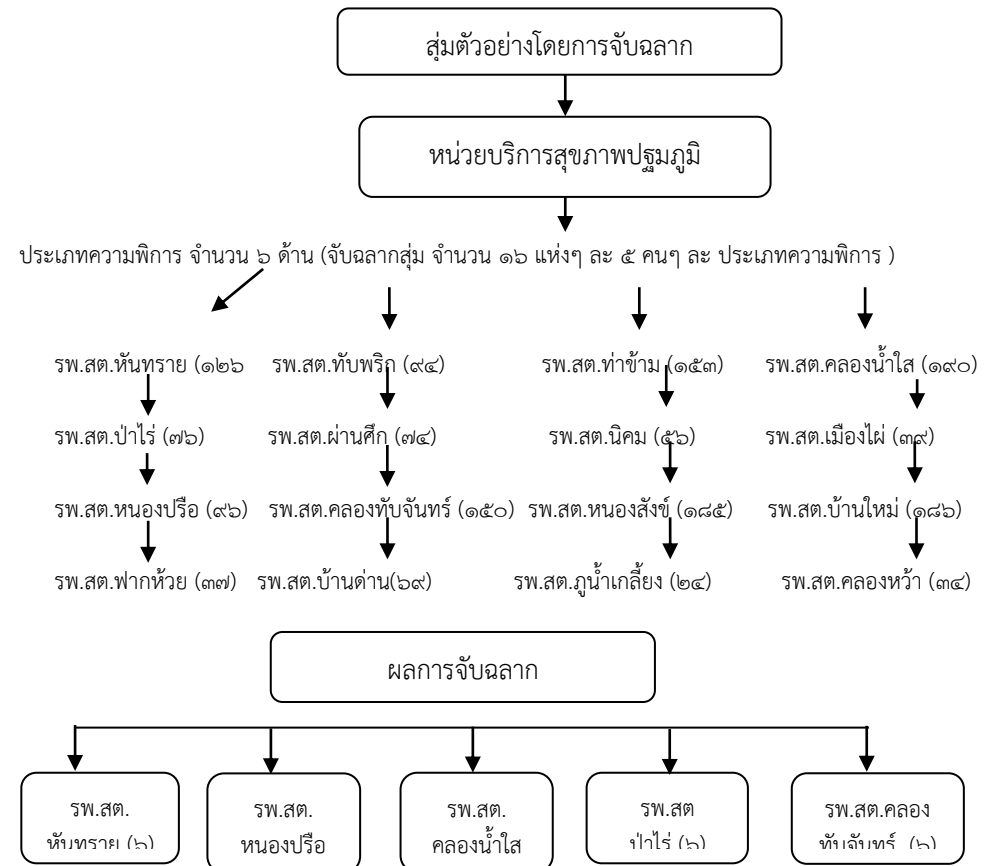 สุ่มตัวอย่างโดยการจับฉลาก
หน่วยบริการสุขภาพปฐมภูมิ
ประเภทความพิการ จำนวน ๖ ด้าน (จับฉลากสุ่ม จำนวน ๑๖ แห่งๆ ละ ๕ คนๆ ละ ประเภทความพิการ )
รพ.สต.หันทราย (๑๒๖ รพ.สต.ทับพริก (๙๔) รพ.สต.ท่าข้าม (๑๕๓) รพ.สต.คลองน้ำใส (๑๙๐)
รพ.สต.ป่าไร่ (๗๖) รพ.สต.ผ่านศึก (๗๔) รพ.สต.นิคม (๕๖) รพ.สต.เมืองไผ่ (๓๙)
รพ.สต.หนองปรือ (๙๖) รพ.สต.คลองทับจันทร์ (๑๕๐) รพ.สต.หนองสังข์ (๑๘๕) รพ.สต.บ้านใหม่ (๑๘๖)
รพ.สต.ฟากห้วย (๓๗) รพ.สต.บ้านด่าน(๖๙) รพ.สต.ภูน้ำเกลี้ยง (๒๔) รพ.สต.คลองหว้า (๓๔)
ผลการจับฉลาก
รพ.สต. รพ.สต. รพ.สต. รพ.สต รพ.สต.คลอง
หันทราย (๖) หนองปรือ คลองน้ำใส ป่าไร่ (๖) ทับจันทร์ (๖)